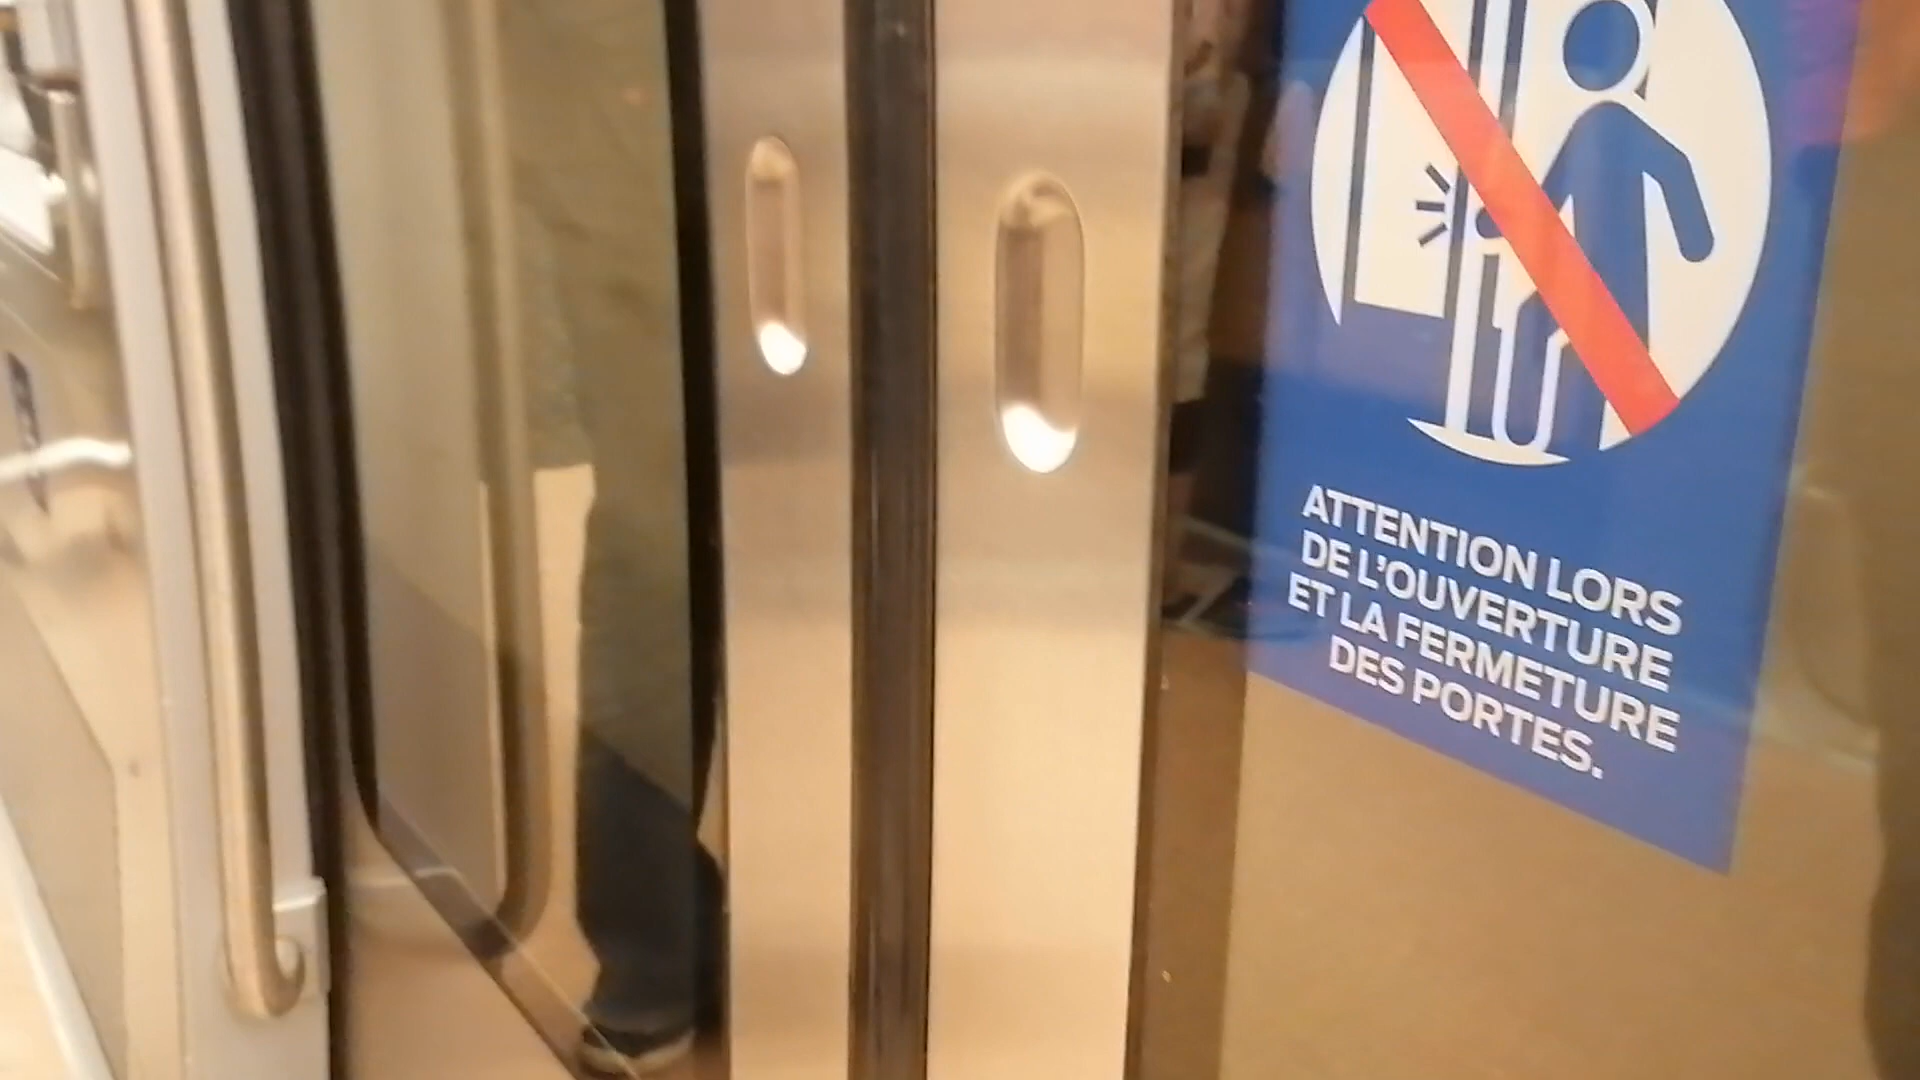 ATTENTION LORS
DE L'OUVERTURE
ET LA FERMETURE
DES PORTES.